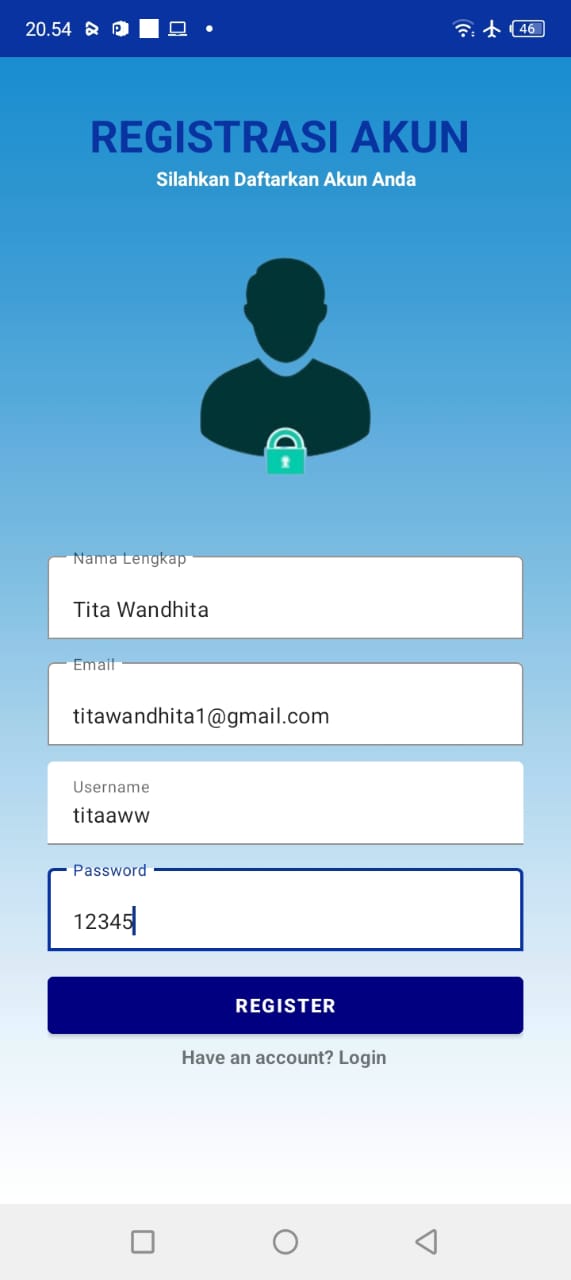 20.54
46
REGISTRASI AKUN
Silahkan Daftarkan Akun Anda
Nama Lengkap
Tita Wandhita
Email
titawandhita1@gmail.com
Username
titaaww
Password
12345
REGISTER
Have an account? Login